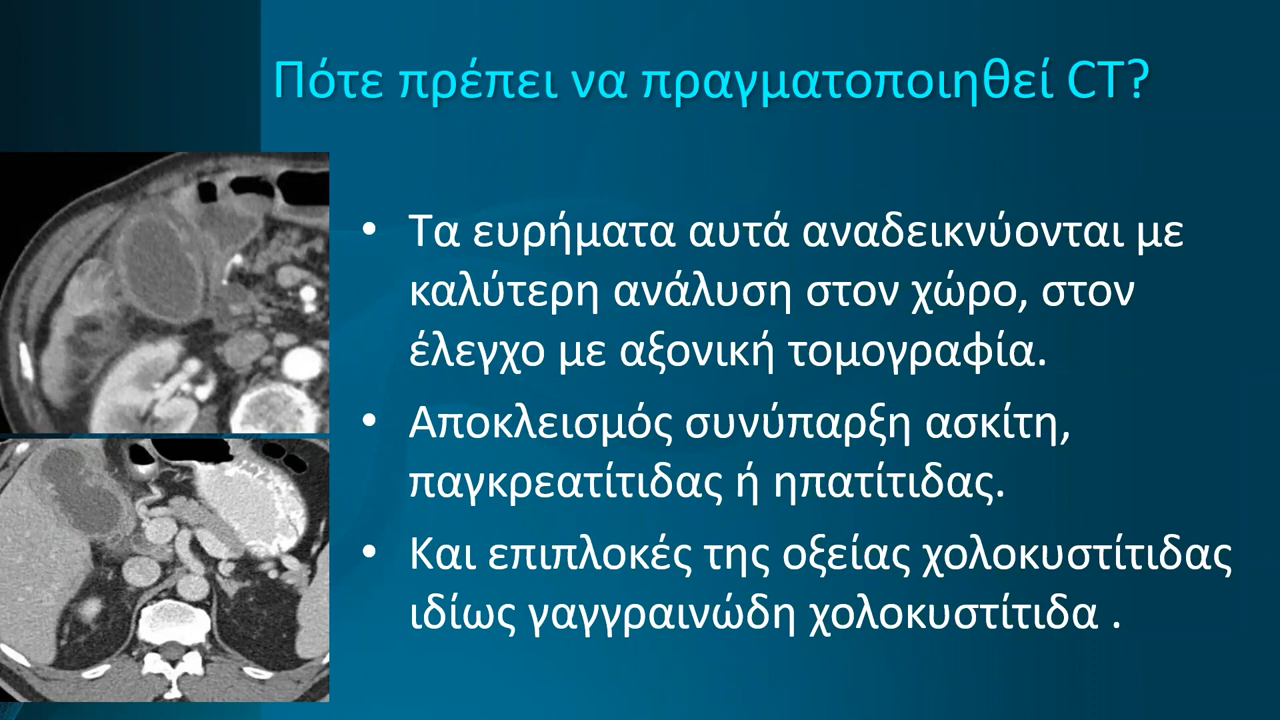 Πότε πρέπει να πραγματοποιηθεί CT?
• Τα ευρήματα αυτά αναδεικνύονται με
καλύτερη ανάλυση στον χώρο, στον
έλεγχο με αξονική τομογραφία.
• Αποκλεισμός συνύπαρξη ασκίτη,
παγκρεατίτιδας ή ηπατίτιδας.
• Και επιπλοκές της οξείας χολοκυστίτιδας
ιδίως γαγγραινώδη χολοκυστίτιδα .